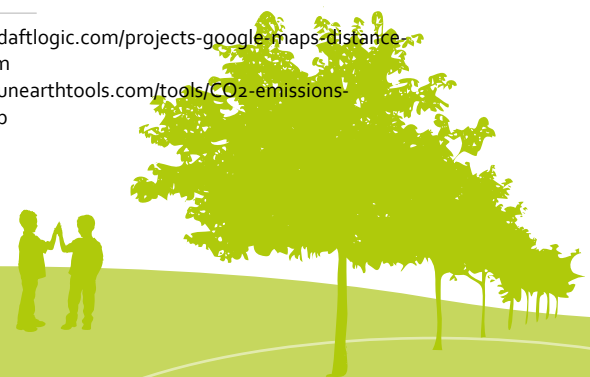 daftlogic.com/projects-google-maps-distance-
m
unearthtools.com/tools/CO2-emissions-
p